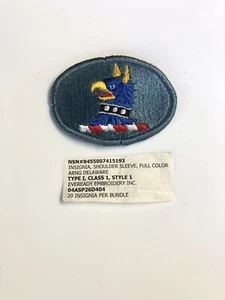 NSN#8455007415193
INSIGNIA, SHOULDER SLEEVE, FULL COLOR
ARNG DELAWARE
TYPE I, CLASS 1, STYLE 1
EVEREADY EMBROIDERY INC.
04ASP26D404
20 INSIGNIA PER BUNDLE